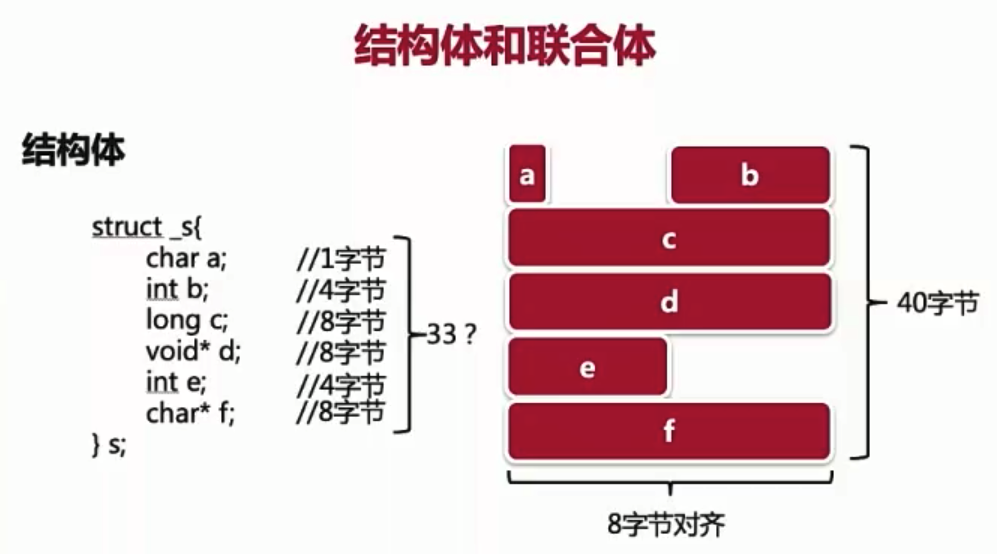 结构体和联合体
结构体
struct _s{
char a; //1字节
int b; //4字节
long c; //8字节
void* d; //8字节
int e; //4字节
char* f; //8字节
} s;
33 ?
a b
c
d
e
f
40字节
8字节对齐